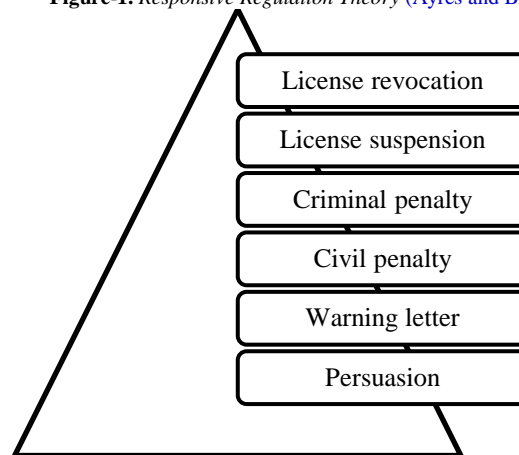 Figure-1. Responsive Regulation Theory (Ayres and B
License revocation
License suspension
Criminal penalty
Civil penalty
Warning letter
Persuasion